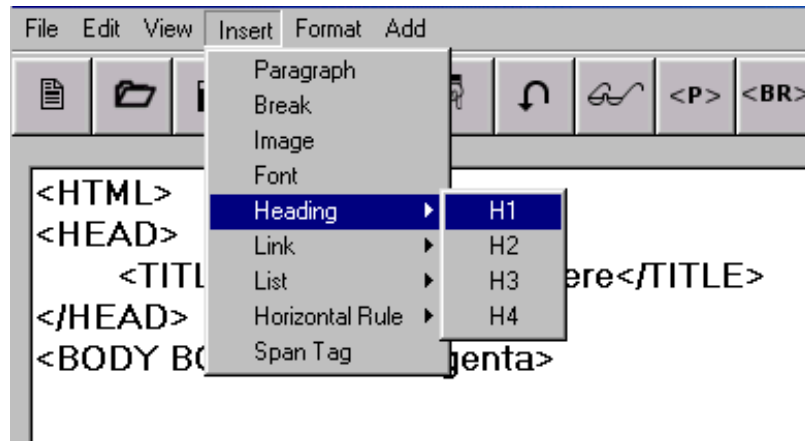 File Edit View Insert Format Add
<P> <BR>
Paragraph
Break
Image
Font
Heading
Link
List
Horizontal Rule
Span Tag
H1
H2
H3
H4
<HTML>
<HEAD>
<TITL ere</TITLE>
</HEAD>
<BODY genta>